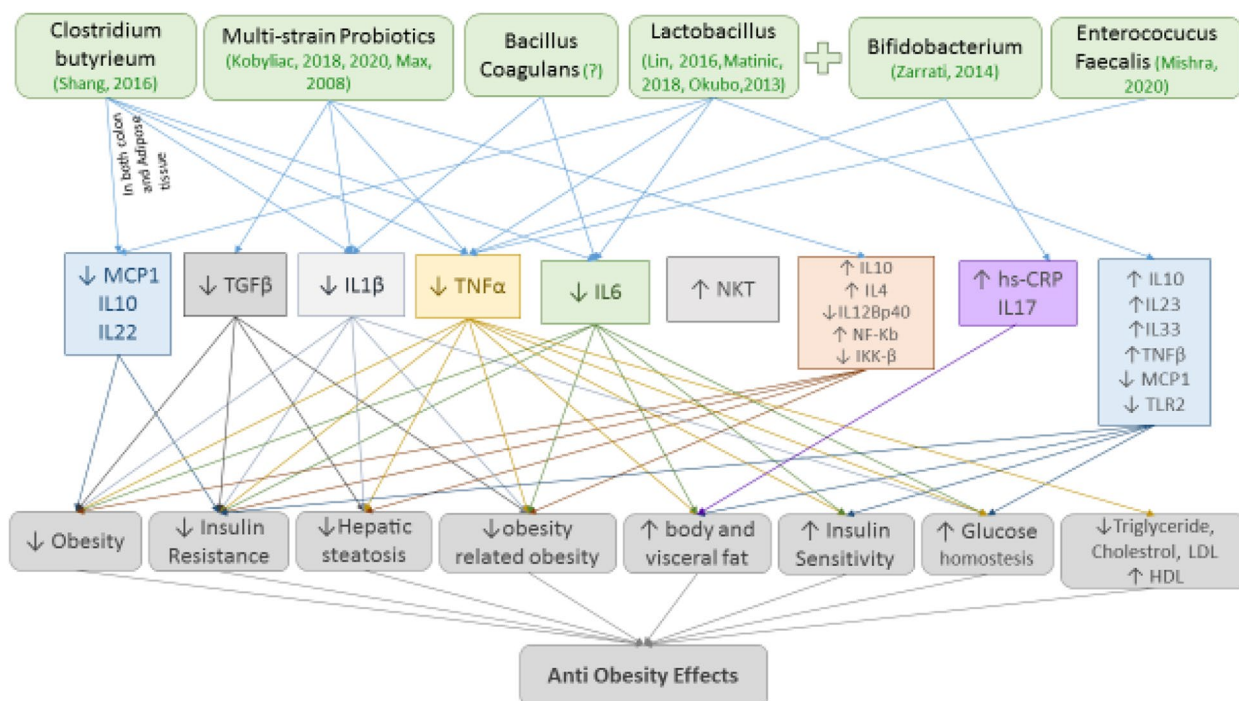 Clostridium
butyrieum
(Shang, 2016)
Multi-strain Probiotics
(Kobyliac, 2018, 2020, Max,
2008)
Bacillus
Coagulans (?)
Lactobacillus
(Lin, 2016,Matinic,
2018, Okubo,2013)
Bifidobacterium
(Zarrati, 2014)
Enterococucus
Faecalis (Mishra,
2020)
In both colon
and Adipose
tissue
↓ MCP1
IL10
IL22
↓ TGFβ
↓ IL1β
↓ TNFα
↓ IL6
↑ NKT
↑ IL10
↑ IL4
↓IL12Bp40
↑ NF-Kb
↓ IKK-β
↑ hs-CRP
IL17
↑ IL10
↑IL23
↑IL33
↑TNFβ
↓ MCP1
↓ TLR2
↓ Obesity
↓ Insulin
Resistance
↓Hepatic
steatosis
↓obesity
related obesity
↑ body and
visceral fat
↑ Insulin
Sensitivity
↑ Glucose
homostesis
↓Triglyceride,
Cholestrol, LDL
↑ HDL
Anti Obesity Effects